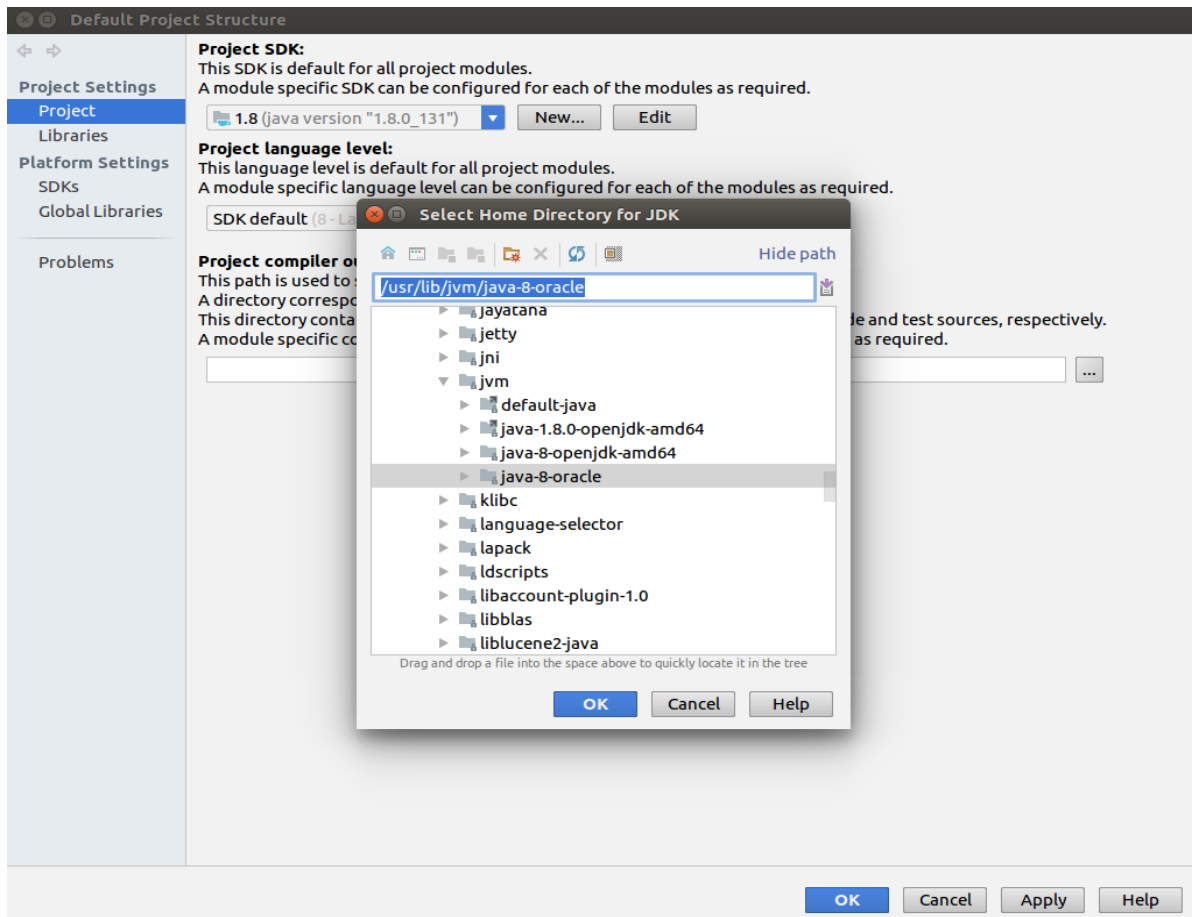 Default Project Structure
Project Settings
Project
Libraries
Platform Settings
SDKs
Global Libraries
Problems
Project SDK:
This SDK is default for all project modules.
A module specific SDK can be configured for each of the modules as required.
1.8 (java version "1.8.0_131")
New...
Edit
Project language level:
This language level is default for all project modules.
A module specific language level can be configured for each of the modules as required.
SDK default (8 - La
Project compiler
This path is used to
A directory
This directory
and test sources, respectively.
A module specific
as required.
...
Select Home Directory for JDK
Hide path
/usr/lib/jvm/java-8-oracle
jayatana
jetty
jni
jvm
default-java
java-1.8.0-openjdk-amd64
java-8-openjdk-amd64
java-8-oracle
klibc
language-selector
lapack
ldscripts
libaccount-plugin-1.0
libblas
liblucene2-java
Drag and drop a file into the space above to quickly locate it in the tree
OK Cancel Help
OK Cancel Apply Help